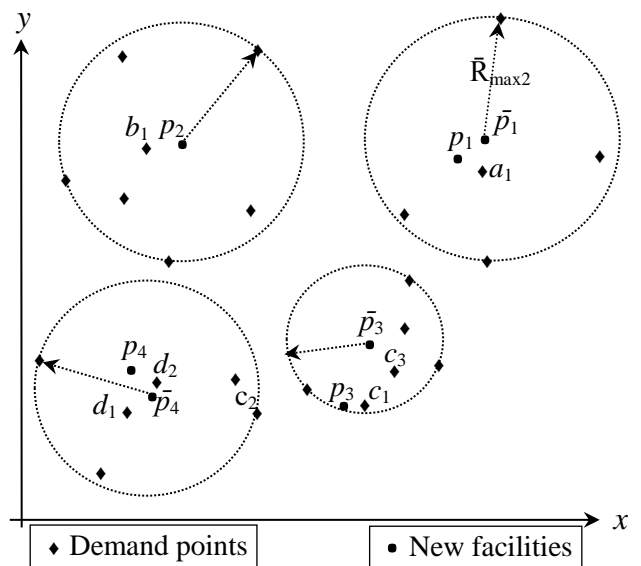 y
R̄max2
b1 p2
p̄1
p1
a1
p̄3
p4
d2
c3
d1
p̄4
c2
p3
c1
x
Demand points
New facilities